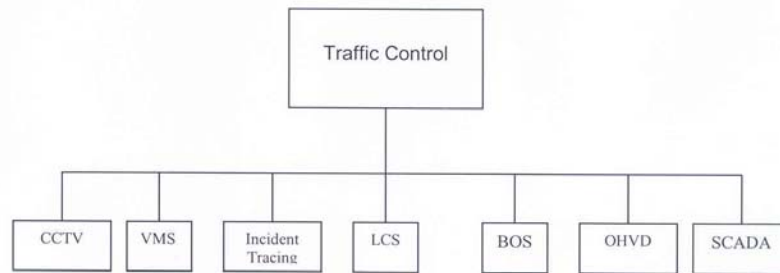 Traffic Control
CCTV
VMS
Incident
Tracing
LCS
BOS
OHVD
SCADA